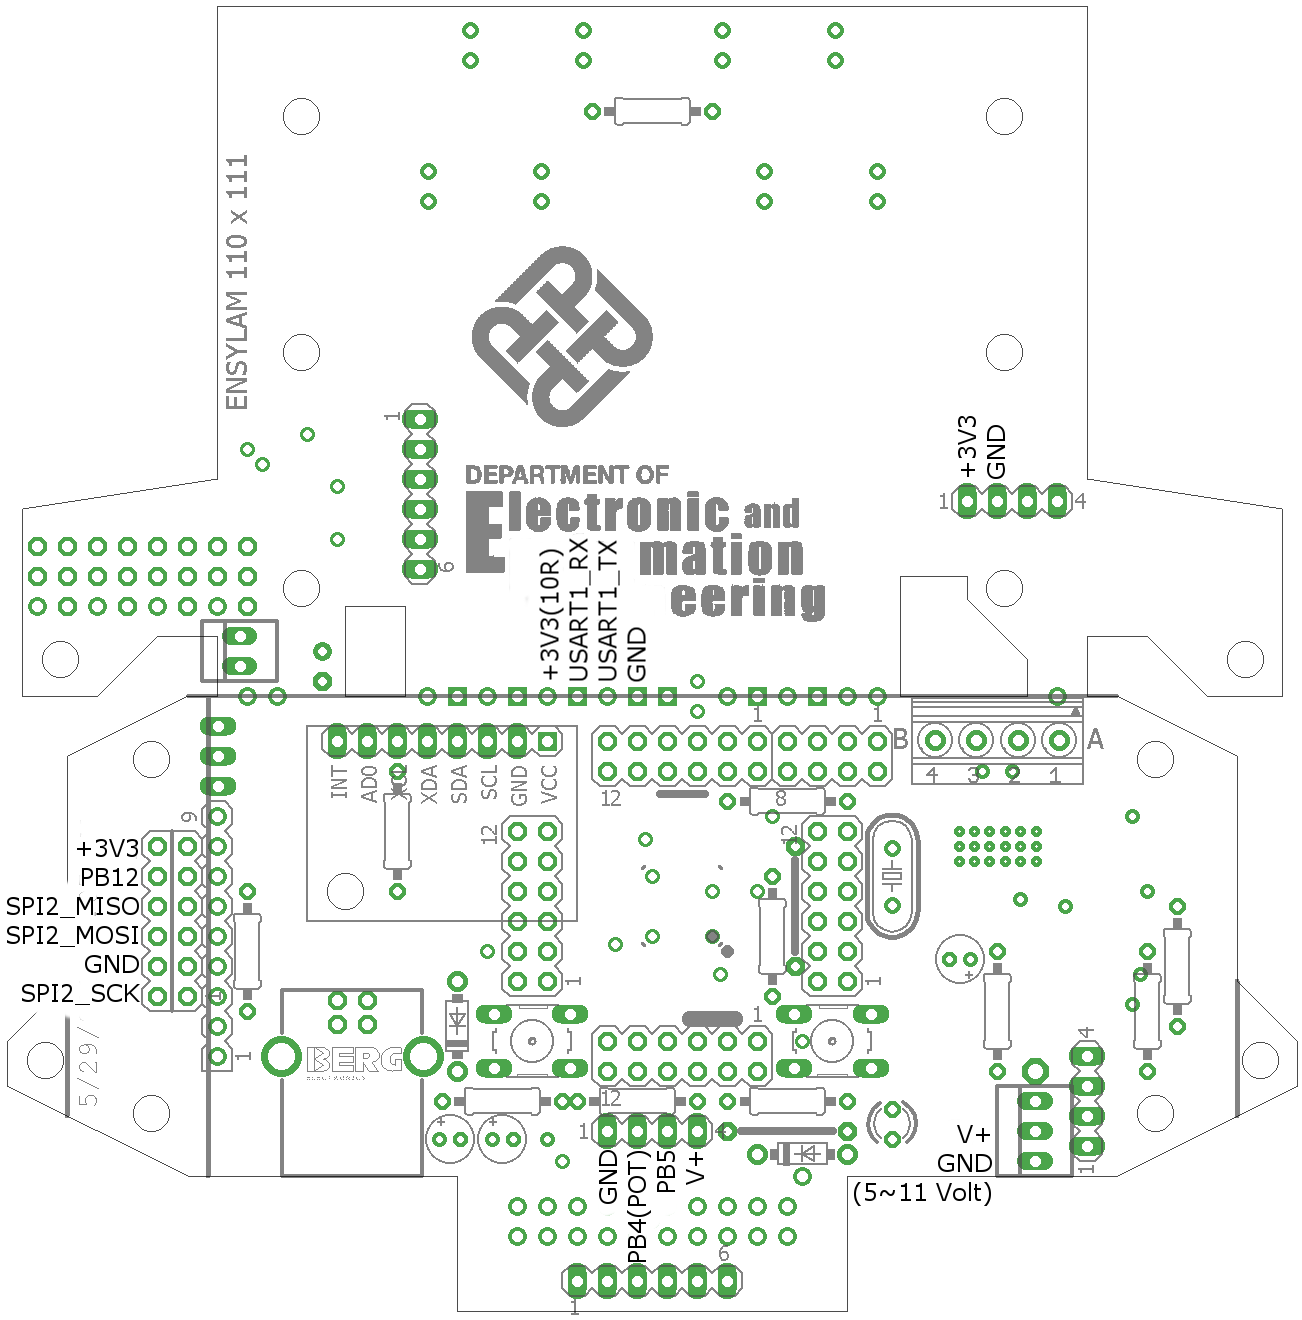 ENSYLAM 110 x 111
1
6
DEPARTMENT OF
Electronic and
mation
eering
+3V3
GND
1
4
+3V3(10R)
USART1_RX
USART1_TX
GND
1
1
B
A
4
3
2
1
INT
AD0
XCL
XDA
SDA
SCL
GND
VCC
12
8
12
12
9
+3V3
PB12
SPI2_MISO
SPI2_MOSI
GND
SPI2_SCK
1
1
1
1
1
5/29/
BERG
ELECTRONICS
4
12
1
4
1
V+
GND
(5~11 Volt)
GND
PB4(POT)
PB5
V+
6
1